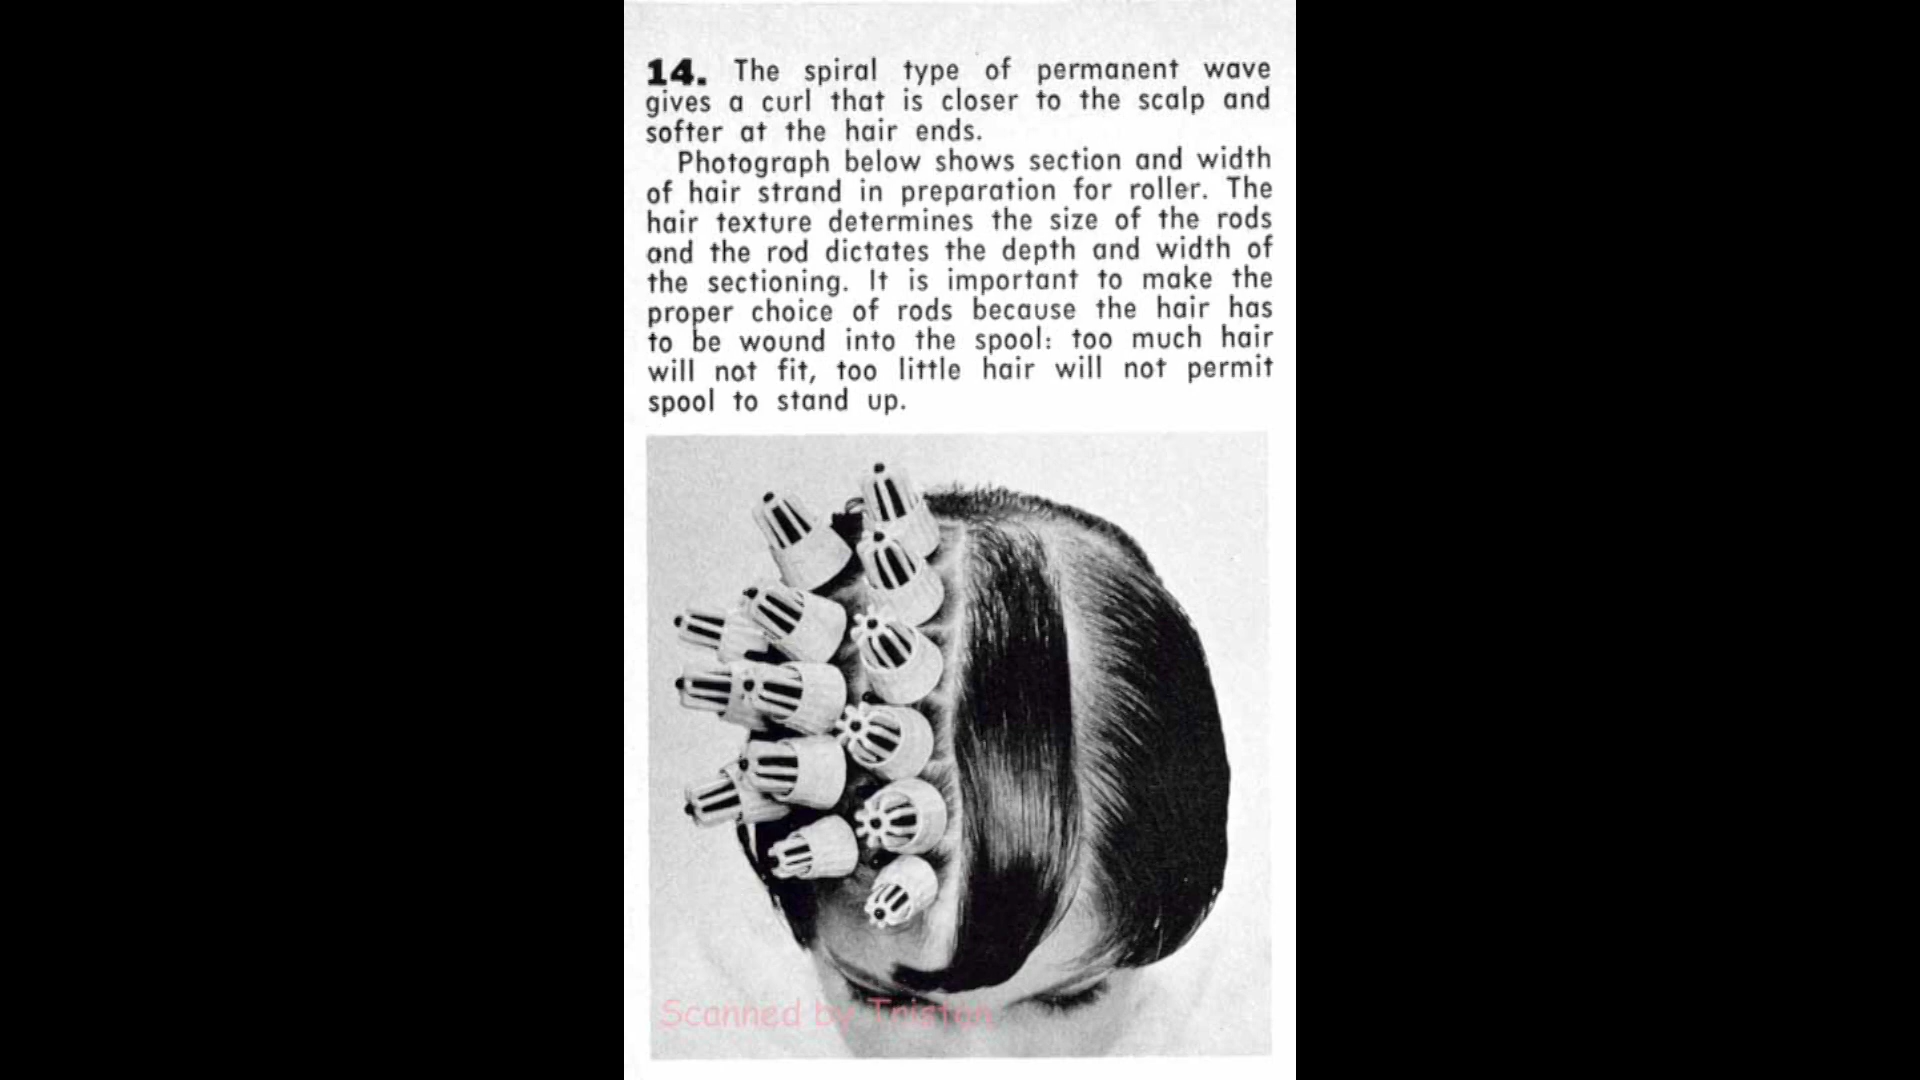 14. The spiral type of permanent wave
gives a curl that is closer to the scalp and
softer at the hair ends.
Photograph below shows section and width
of hair strand in preparation for roller. The
hair texture determines the size of the rods
and the rod dictates the depth and width of
the sectioning. It is important to make the
proper choice of rods because the hair has
to be wound into the spool: too much hair
will not fit, too little hair will not permit
spool to stand up.
Scanned by Tristan